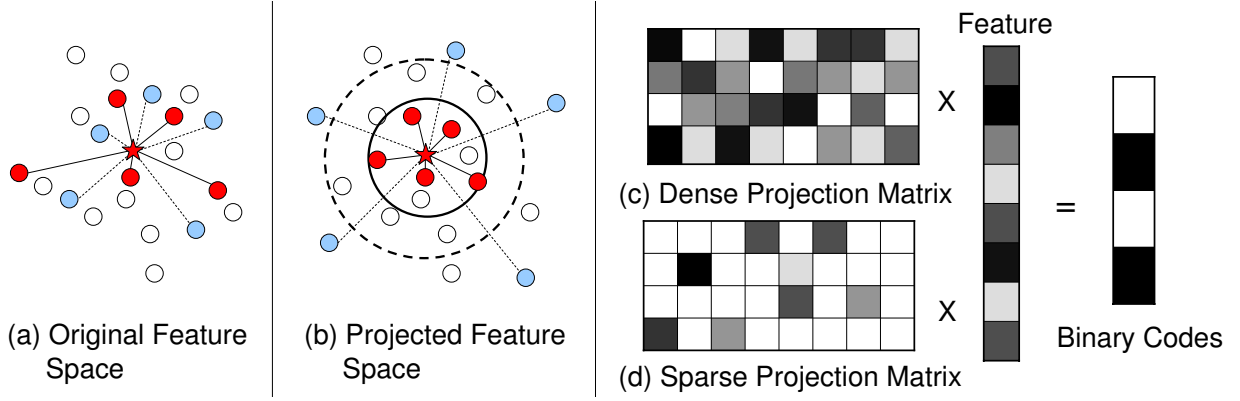 (a) Original Feature
Space
(b) Projected Feature
Space
(c) Dense Projection Matrix
(d) Sparse Projection Matrix
X
X
Feature
=
Binary Codes